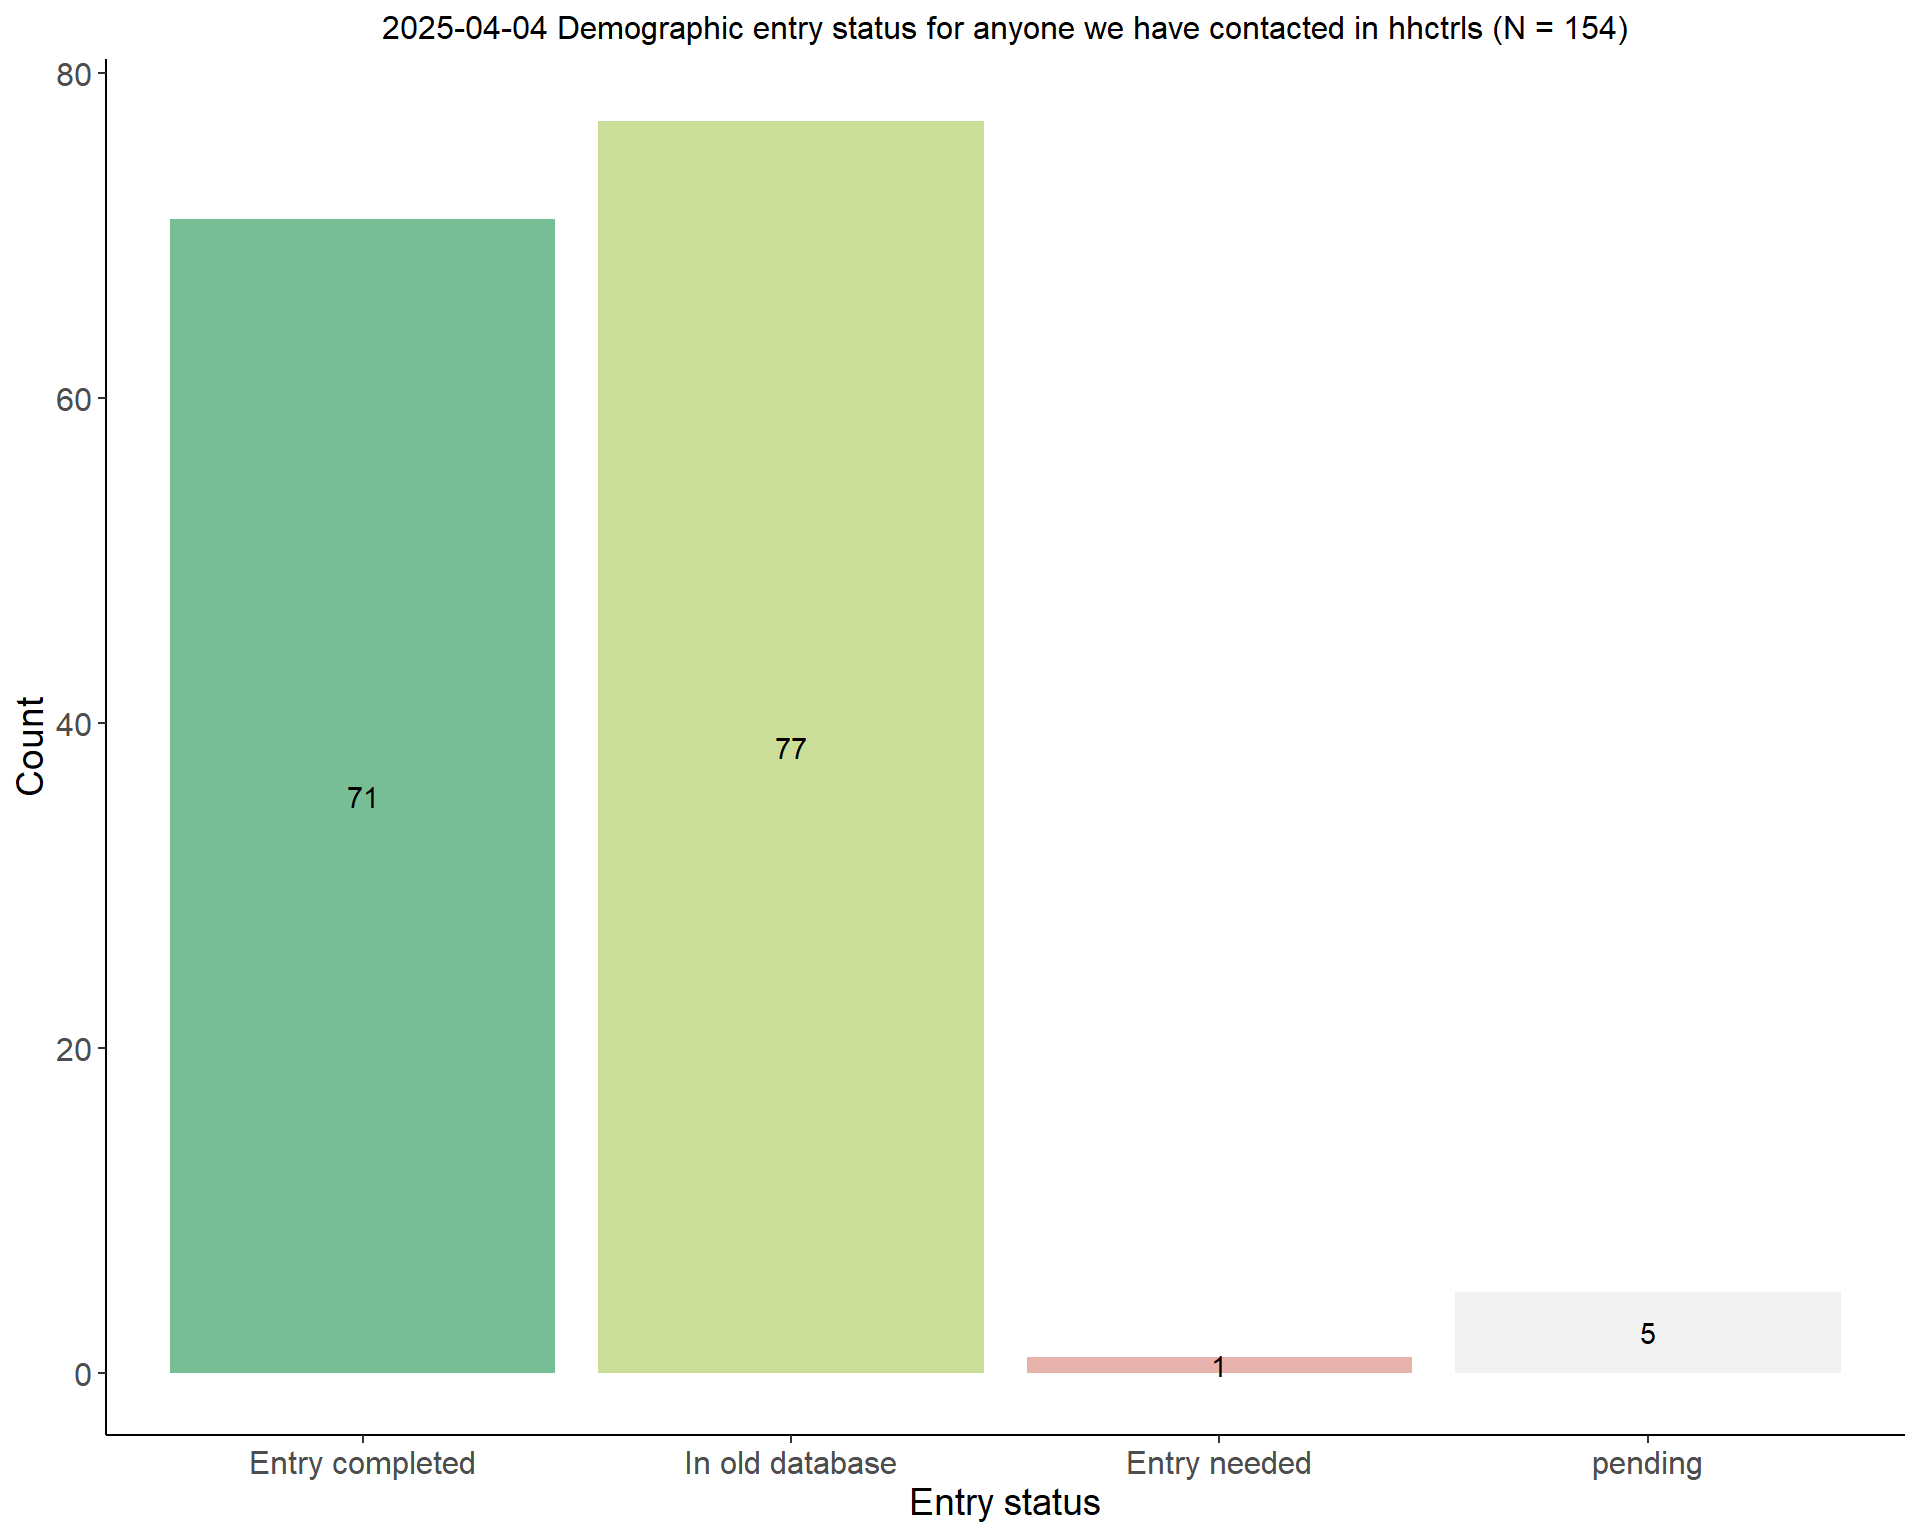 2025-04-04 Demographic entry status for anyone we have contacted in hhctrls (N = 154)
80
60
40
20
0
Count
71
77
1
5
Entry completed
In old database
Entry needed
pending
Entry status